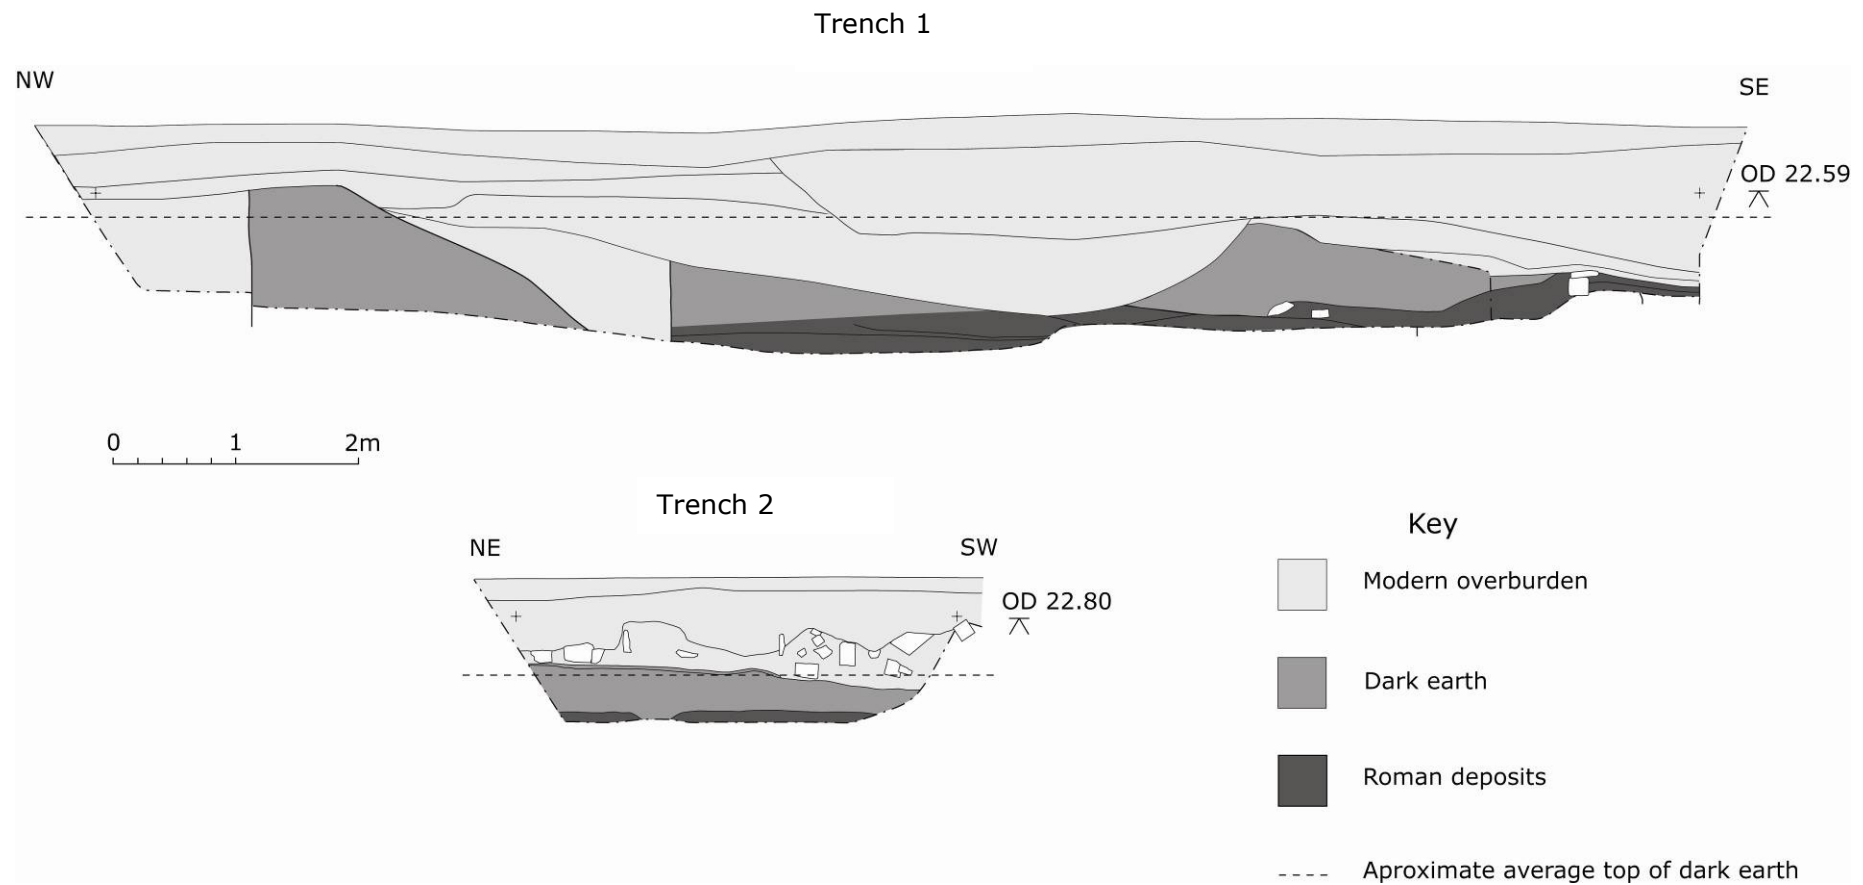 Trench 1
NW
SE
OD 22.59
0 1 2m
Trench 2
NE
SW
OD 22.80
Key
Modern overburden
Dark earth
Roman deposits
Aproximate average top of dark earth